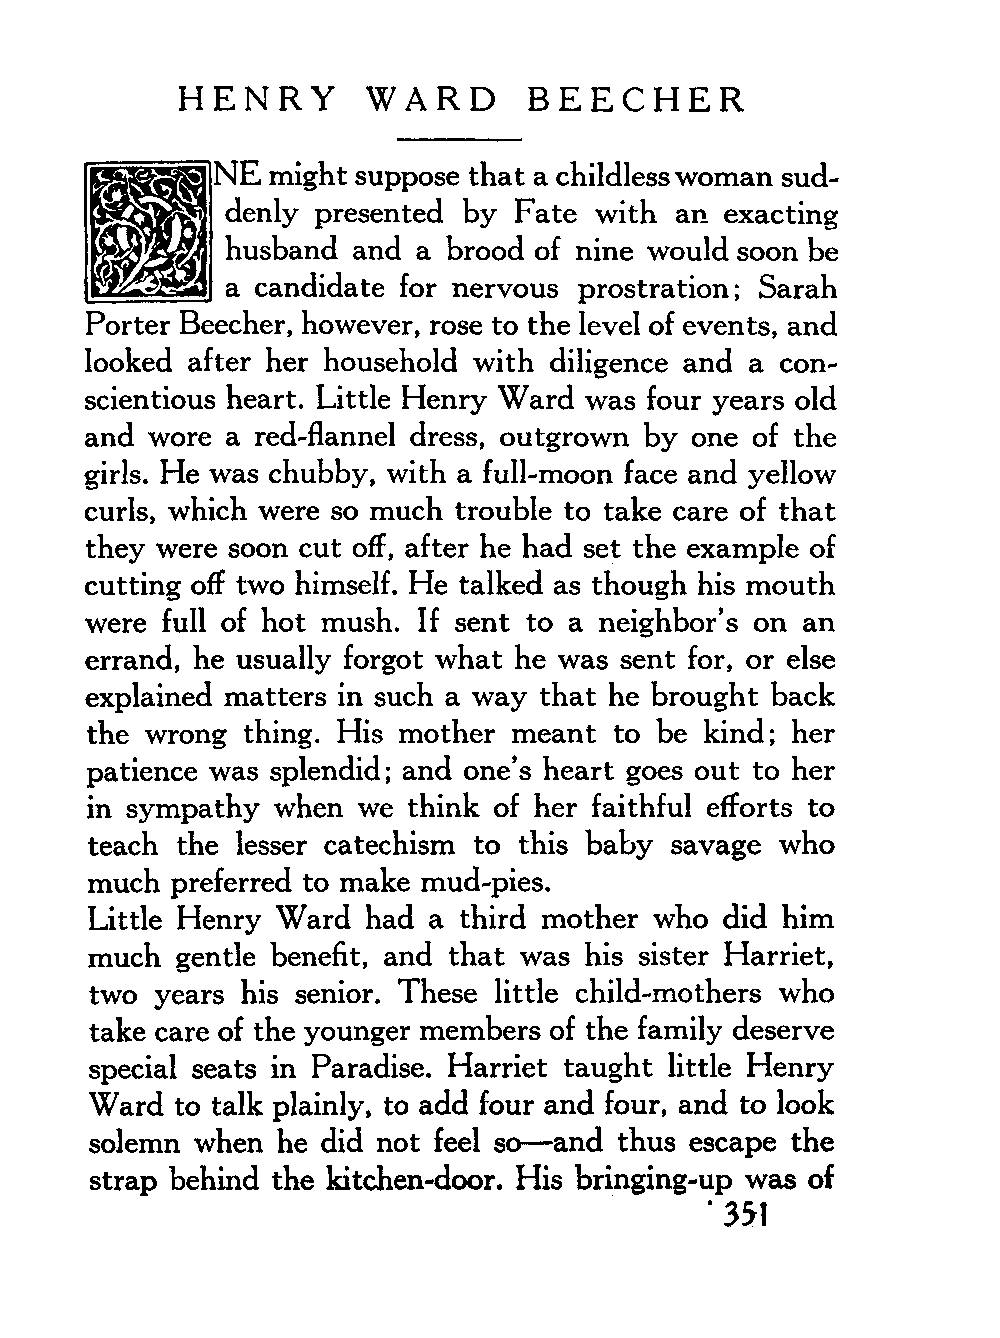 HENRY WARD BEECHER
ONE might suppose that a childless woman sud-
denly presented by Fate with an exacting
husband and a brood of nine would soon be
a candidate for nervous prostration; Sarah
Porter Beecher, however, rose to the level of events, and
looked after her household with diligence and a con-
scientious heart. Little Henry Ward was four years old
and wore a red-flannel dress, outgrown by one of the
girls. He was chubby, with a full-moon face and yellow
curls, which were so much trouble to take care of that
they were soon cut off, after he had set the example of
cutting off two himself. He talked as though his mouth
were full of hot mush. If sent to a neighbor's on an
errand, he usually forgot what he was sent for, or else
explained matters in such a way that he brought back
the wrong thing. His mother meant to be kind; her
patience was splendid; and one's heart goes out to her
in sympathy when we think of her faithful efforts to
teach the lesser catechism to this baby savage who
much preferred to make mud-pies.
Little Henry Ward had a third mother who did him
much gentle benefit, and that was his sister Harriet,
two years his senior. These little child-mothers who
take care of the younger members of the family deserve
special seats in Paradise. Harriet taught little Henry
Ward to talk plainly, to add four and four, and to look
solemn when he did not feel so—and thus escape the
strap behind the kitchen-door. His bringing-up was of
351